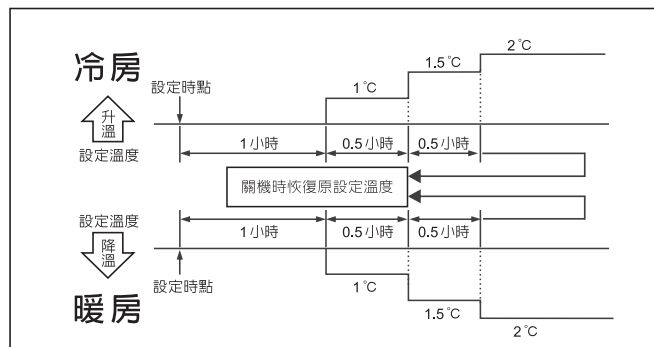 冷房
升溫
設定溫度
設定時點
1℃
1.5℃
2℃
1小時
0.5小時
0.5小時
關機時恢復原設定溫度
設定溫度
降溫
暖房
1小時
0.5小時
0.5小時
設定時點
1℃
1.5℃
2℃